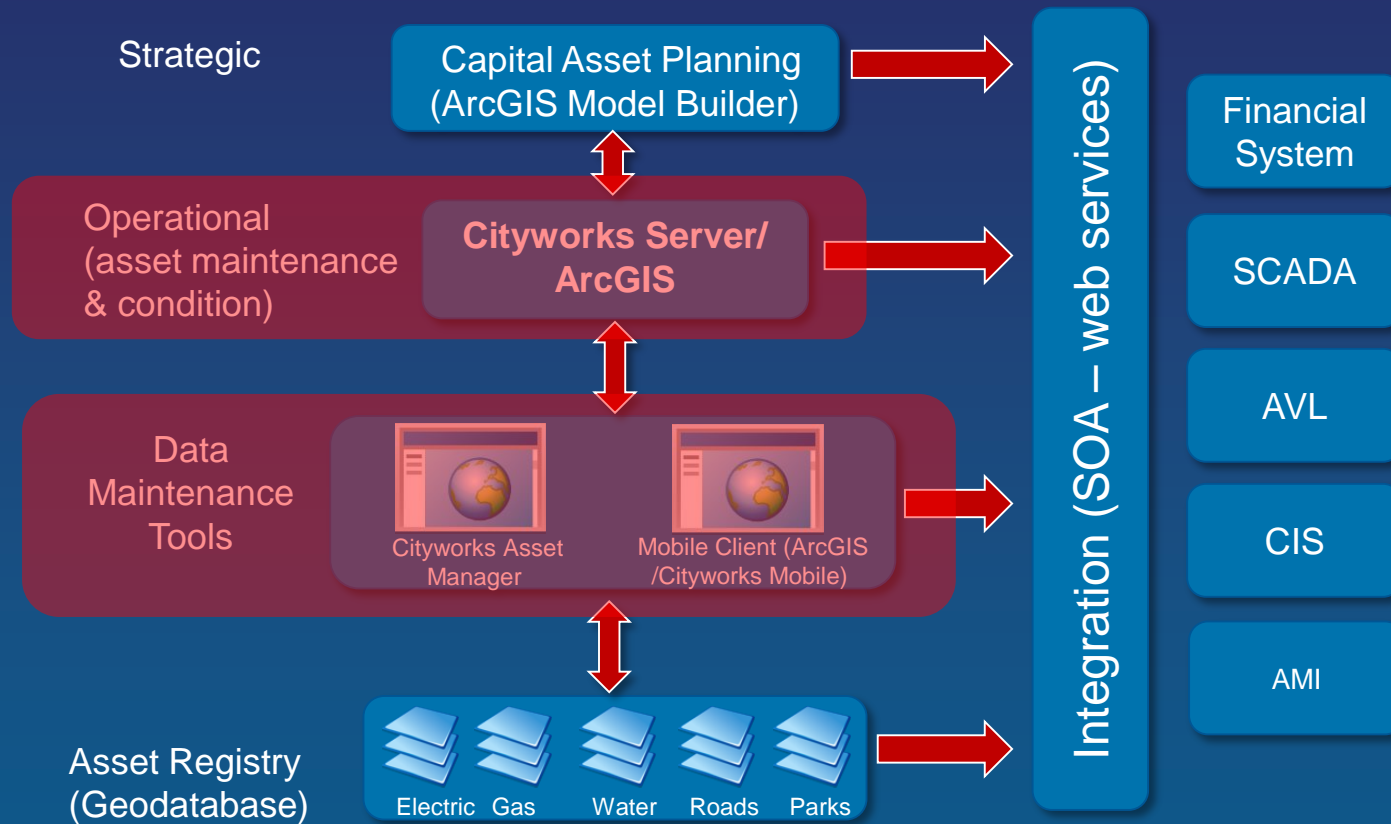 Strategic
Capital Asset Planning
(ArcGIS Model Builder)
Operational
(asset maintenance
& condition)
Cityworks Server/
ArcGIS
Data
Maintenance
Tools
Cityworks Asset
Manager
Mobile Client (ArcGIS
/Cityworks Mobile)
Asset Registry
(Geodatabase)
Electric
Gas
Water
Roads
Parks
Integration (SOA – web services)
Financial
System
SCADA
AVL
CIS
AMI